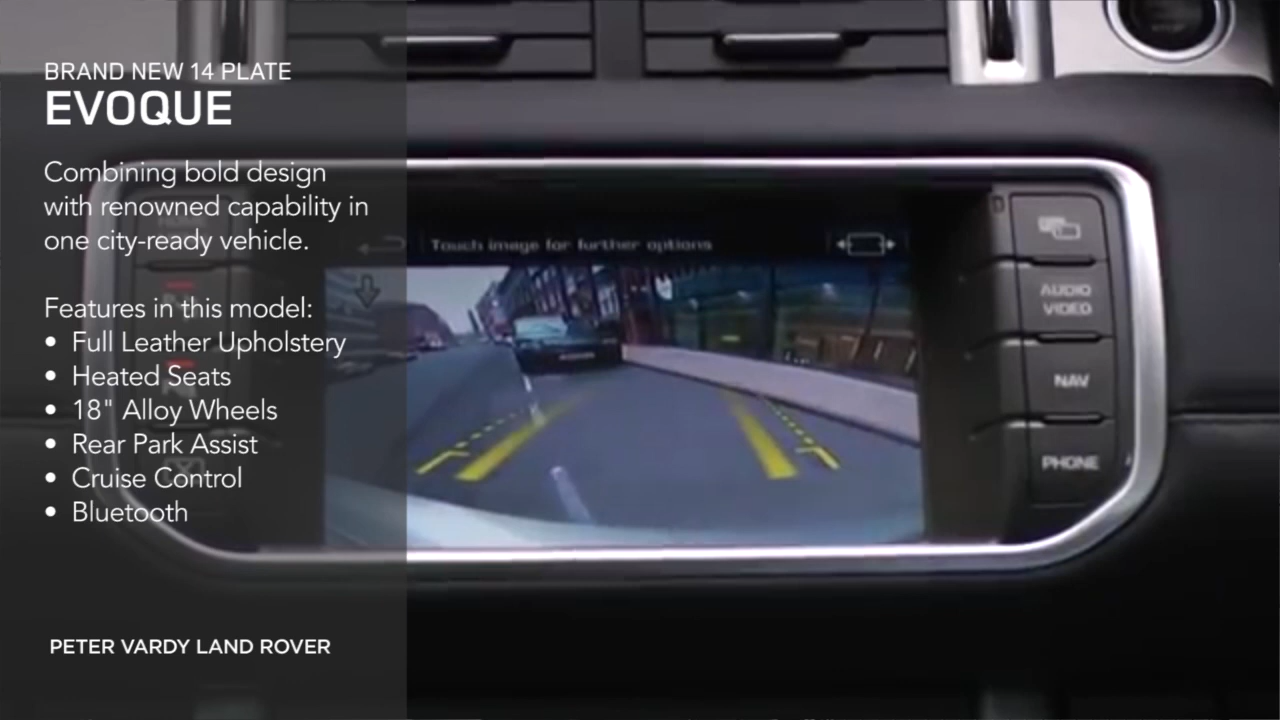 BRAND NEW 14 PLATE
EVOQUE
Combining bold design
with renowned capability in
one city-ready vehicle.
Features in this model:
• Full Leather Upholstery
• Heated Seats
• 18" Alloy Wheels
• Rear Park Assist
• Cruise Control
• Bluetooth
PETER VARDY LAND ROVER
Touch image for further options
AUDIO
VIDEO
NAV
PHONE